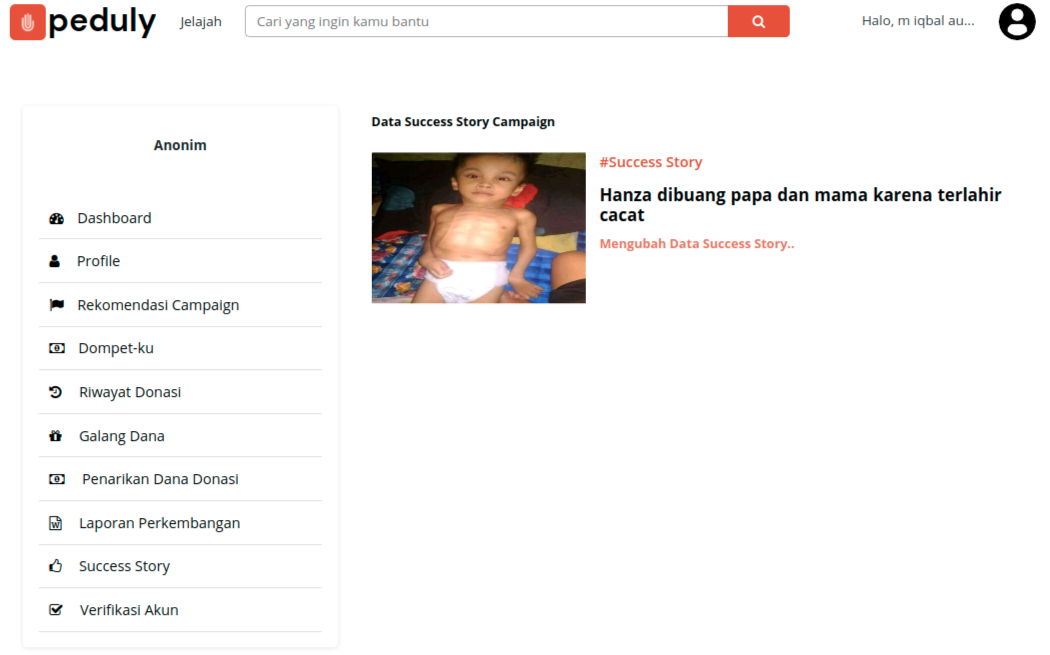 peduly
Jelajah
Cari yang ingin kamu bantu
Halo, m iqbal au...
Anonim
Dashboard
Profile
Rekomendasi Campaign
Dompet-ku
Riwayat Donasi
Galang Dana
Penarikan Dana Donasi
Laporan Perkembangan
Success Story
Verifikasi Akun
Data Success Story Campaign
#Success Story
Hanza dibuang papa dan mama karena terlahir
cacat
Mengubah Data Success Story..